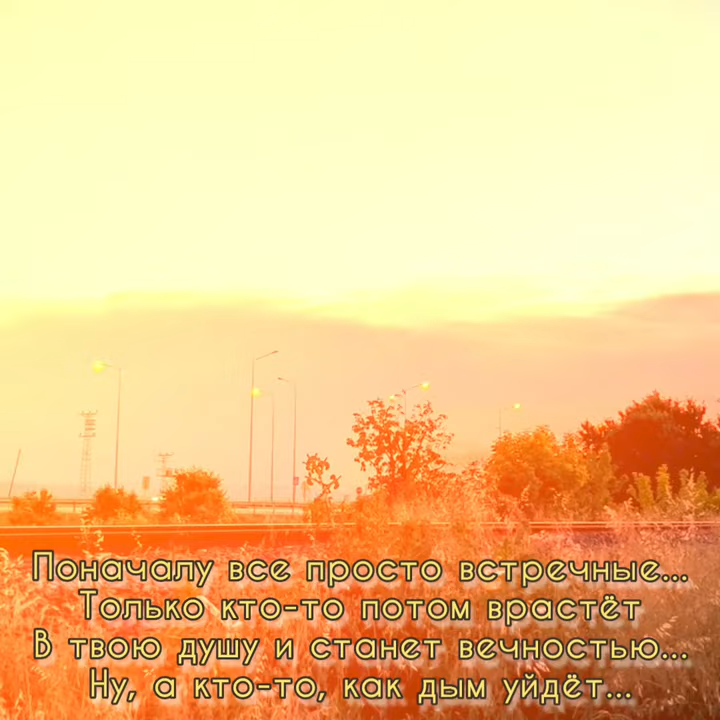 Поначалу все просто встречные...
Только кто-то потом врастёт
В твою душу и станет вечностью...
Ну, а кто-то, как дым уйдёт...